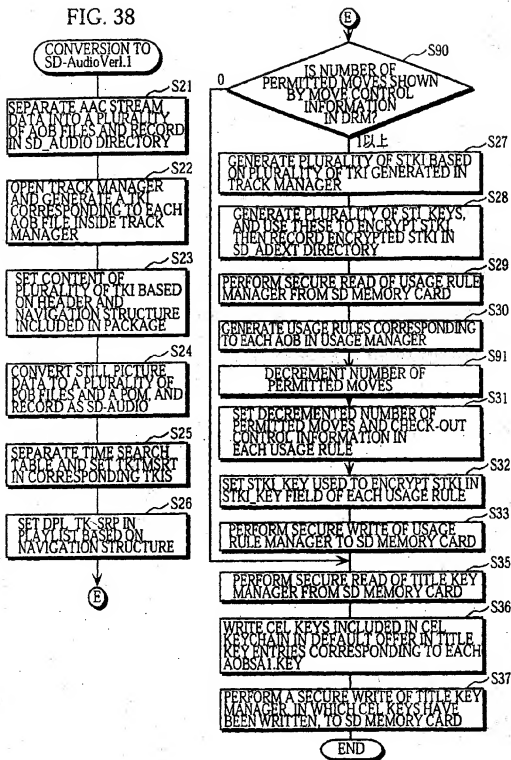 FIG. 38
CONVERSION TO
SD-AudioVer1.1
S21
SEPARATE AAC STREAM
DATA INTO A PLURALITY
OF AOB FILES AND RECORD
IN SD_AUDIO DIRECTORY
S22
OPEN TRACK MANAGER
AND GENERATE A TKI
CORRESPONDING TO EACH
AOB FILE INSIDE TRACK
MANAGER
S23
SET CONTENT OF
PLURALITY OF TKI BASED
ON HEADER AND
NAVIGATION STRUCTURE
INCLUDED IN PACKAGE
S24
CONVERT STILL PICTURE
DATA TO A PLURALITY OF
POB FILES AND A POM, AND
RECORD AS SD-AUDIO
S25
SEPARATE TIME SEARCH
TABLE AND SET TKTMSRT
IN CORRESPONDING TKIS
S26
SET DPL_TK-SRP IN
PLAYLIST BASED ON
NAVIGATION STRUCTURE
E
E
S90
IS NUMBER OF
PERMITTED MOVES SHOWN
BY MOVE CONTROL
INFORMATION
IN DRM?
0
1以上
S27
GENERATE PLURALITY OF STKI BASED
ON PLURALITY OF TKI GENERATED IN
TRACK MANAGER
S28
GENERATE PLURALITY OF STI_KEYS,
AND USE THESE TO ENCRYPT STKI,
THEN RECORD ENCRYPTED STKI IN
SD_ADEXT DIRECTORY
S29
PERFORM SECURE READ OF USAGE RULE
MANAGER FROM SD MEMORY CARD
S30
GENERATE USAGE RULES CORRESPONDING
TO EACH AOB IN USAGE MANAGER
S91
DECREMENT NUMBER OF
PERMITTED MOVES
S31
SET DECREMENTED NUMBER OF
PERMITTED MOVES AND CHECK-OUT
CONTROL INFORMATION IN
EACH USAGE RULE
S32
SET STKI_KEY USED TO ENCRYPT STKI IN
STKI_KEY FIELD OF EACH USAGE RULE
S33
PERFORM SECURE WRITE OF USAGE
RULE MANAGER TO SD MEMORY CARD
S35
PERFORM SECURE READ OF TITLE KEY
MANAGER FROM SD MEMORY CARD
S36
WRITE CEL KEYS INCLUDED IN CEL
KEYCHAIN IN DEFAULT OFFER IN TITLE
KEY ENTRIES CORRESPONDING TO EACH
AOBSA1.KEY
S37
PERFORM A SECURE WRITE OF TITLE KEY
MANAGER, IN WHICH CEL KEYS HAVE
BEEN WRITTEN, TO SD MEMORY CARD
END